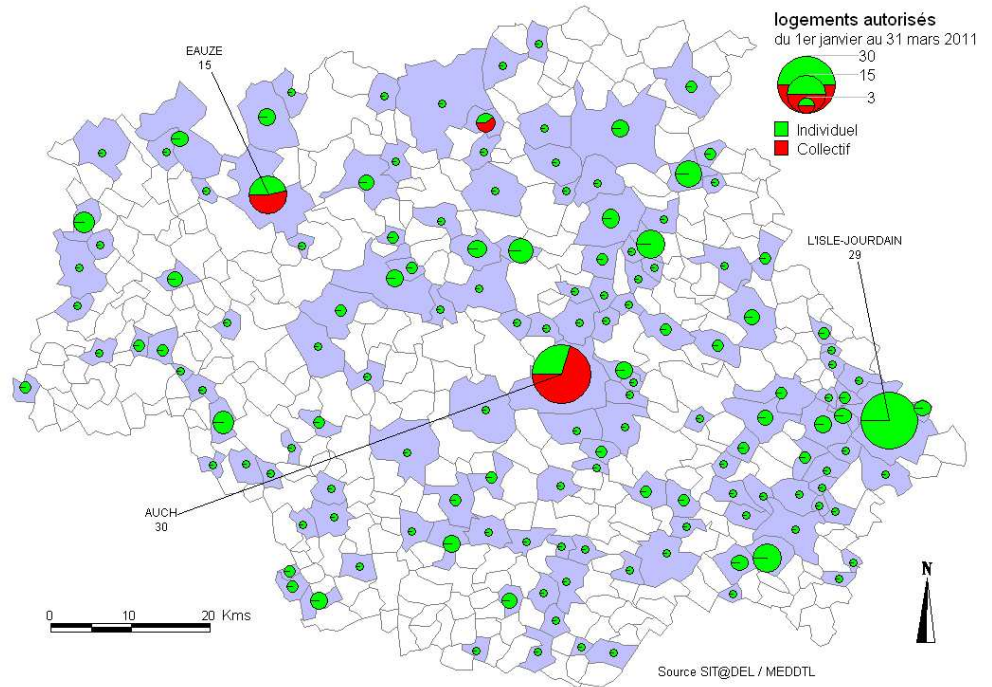 logements autorisés
du 1er janvier au 31 mars 2011
30
15
3
Individuel
Collectif
EAUZE
15
L'ISLE-JOURDAIN
29
AUCH
30
0 10 20 Kms
N
Source SIT@DEL / MEDDTL